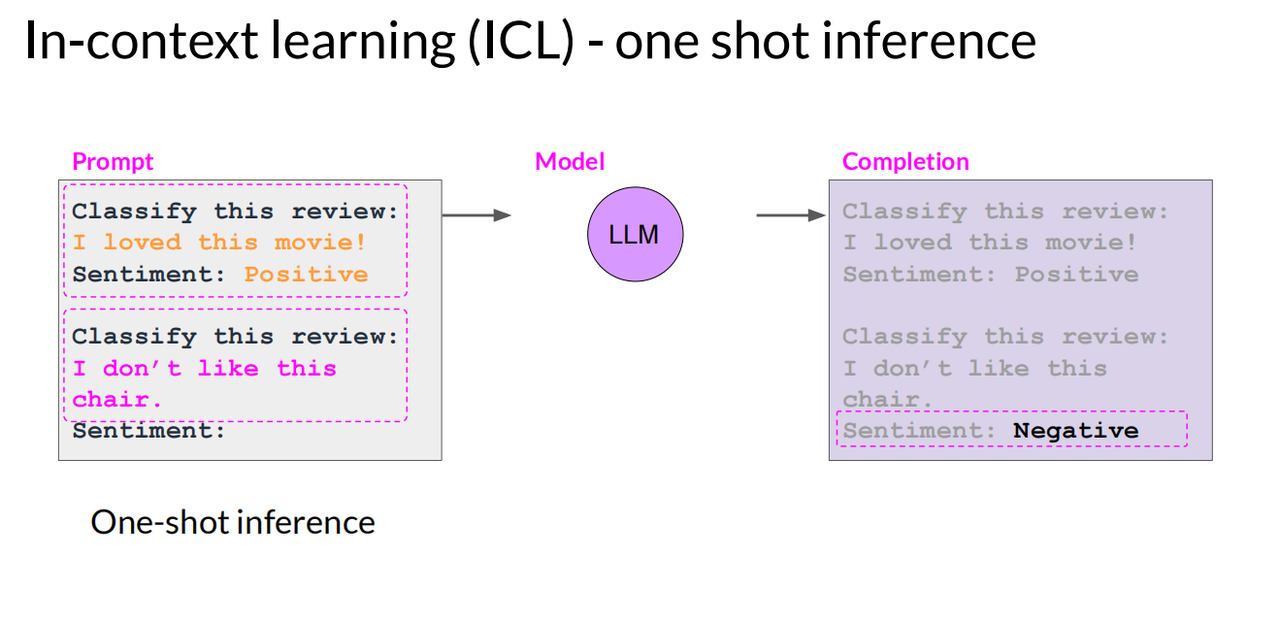 In-context learning (ICL) - one shot inference
Prompt
Classify this review:
I loved this movie!
Sentiment: Positive
Classify this review:
I don’t like this
chair.
Sentiment:
One-shot inference
Model
LLM
Completion
Classify this review:
I loved this movie!
Sentiment: Positive
Classify this review:
I don’t like this
chair.
Sentiment: Negative